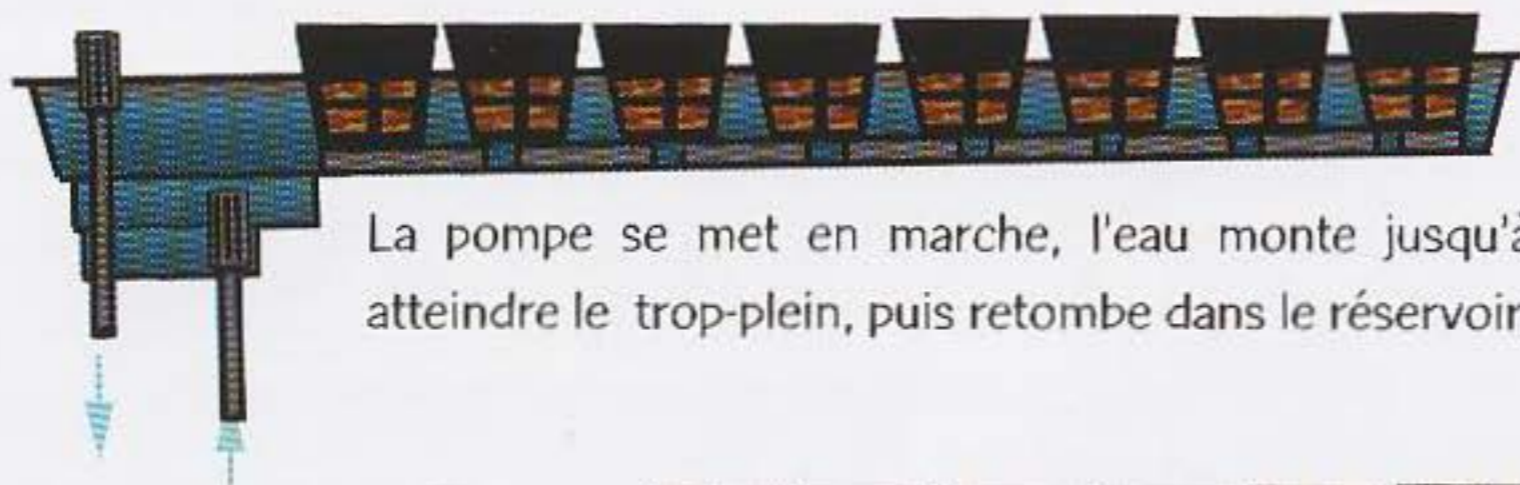 La pompe se met en marche, l'eau monte jusqu'à
atteindre le trop-plein, puis retombe dans le réservoir